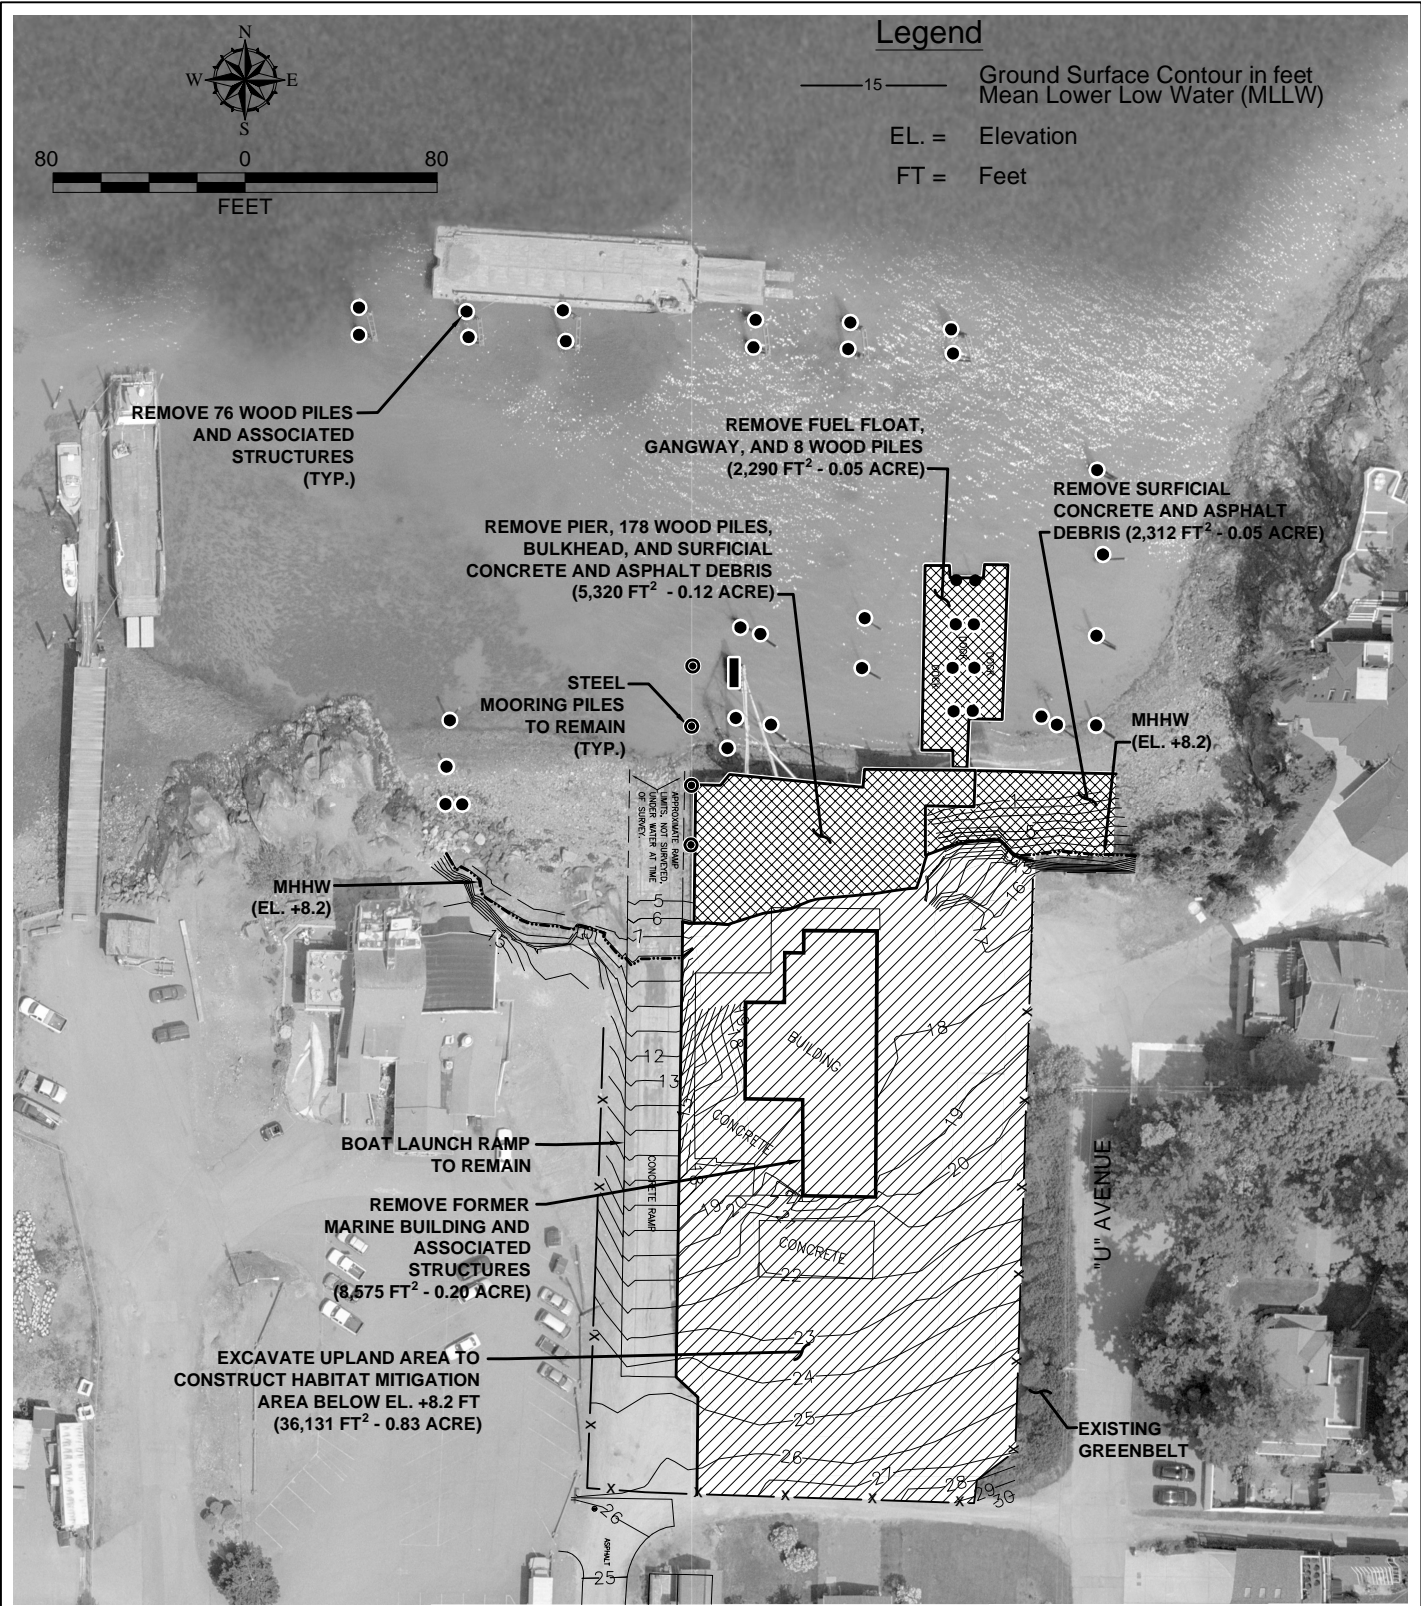 Legend
15
Ground Surface Contour in feet
Mean Lower Low Water (MLLW)
EL. = Elevation
FT = Feet
N
W E
S
80 0 80
FEET
REMOVE 76 WOOD PILES
AND ASSOCIATED
STRUCTURES
(TYP.)
REMOVE FUEL FLOAT,
GANGWAY, AND 8 WOOD PILES
(2,290 FT² - 0.05 ACRE)
REMOVE SURFICIAL
CONCRETE AND ASPHALT
DEBRIS (2,312 FT² - 0.05 ACRE)
REMOVE PIER, 178 WOOD PILES,
BULKHEAD, AND SURFICIAL
CONCRETE AND ASPHALT DEBRIS
(5,320 FT² - 0.12 ACRE)
DOCK
DOCK
DOCK
STEEL
MOORING PILES
TO REMAIN
(TYP.)
MHHW
(EL. +8.2)
APPROXIMATE RAMP
LIMITS, NOT SURVEYED,
UNDER WATER AT TIME
OF SURVEY.
MHHW
(EL. +8.2)
5
6
7
15
16
17
18
12
13
BUILDING
CONCRETE
19
20
BOAT LAUNCH RAMP
TO REMAIN
CONCRETE RAMP
REMOVE FORMER
MARINE BUILDING AND
ASSOCIATED
STRUCTURES
(8,575 FT² - 0.20 ACRE)
19
20
CONCRETE
22
23
24
25
26
27
28
29
30
"U" AVENUE
EXCAVATE UPLAND AREA TO
CONSTRUCT HABITAT MITIGATION
AREA BELOW EL. +8.2 FT
(36,131 FT² - 0.83 ACRE)
EXISTING
GREENBELT
26
ASPHALT
25